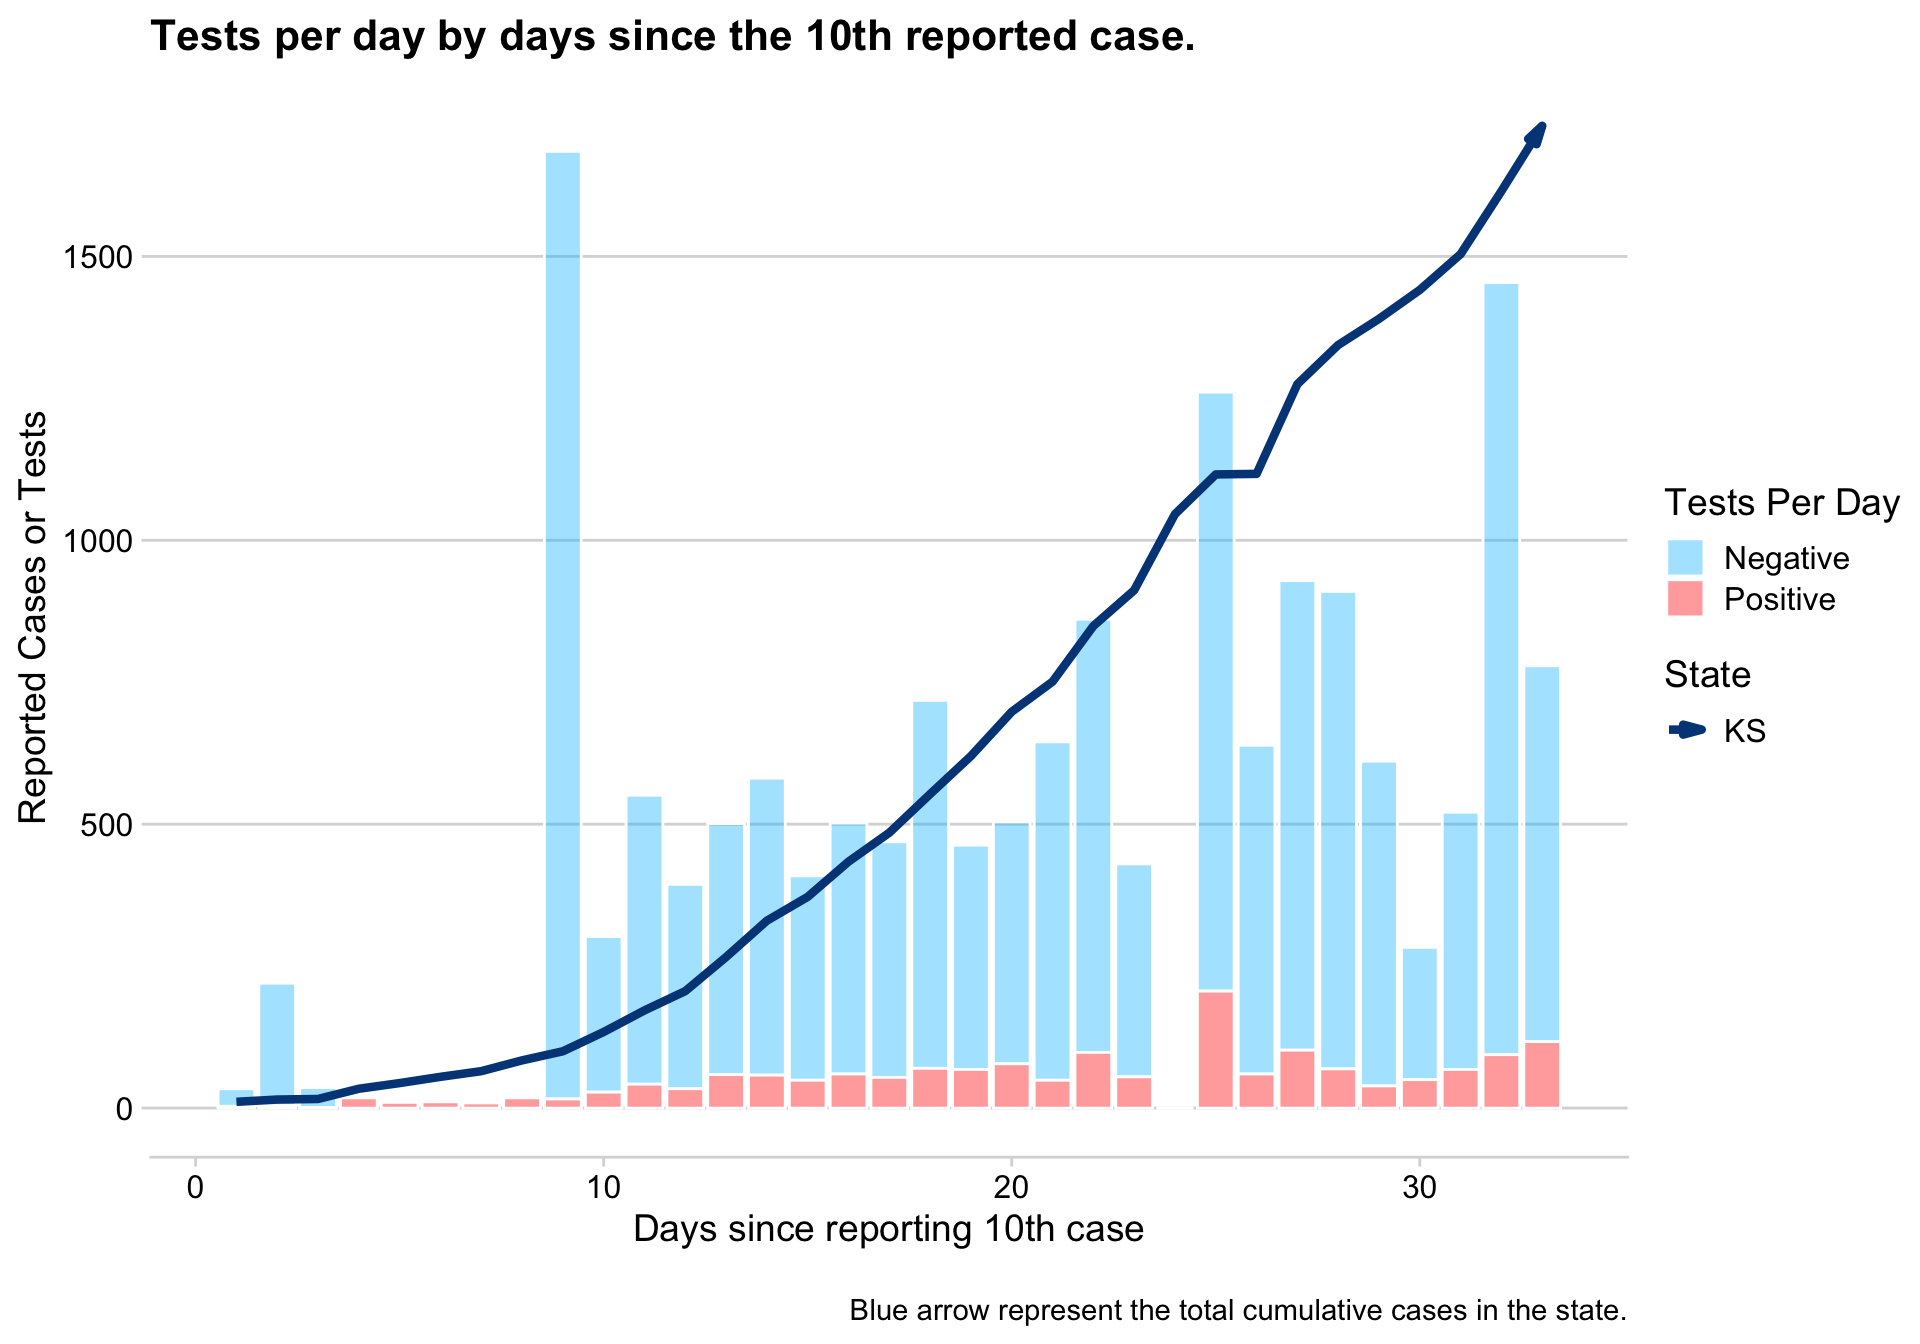 Tests per day by days since the 10th reported case.
Reported Cases or Tests
1500
1000
500
0
0
10
20
30
Days since reporting 10th case
Tests Per Day
Negative
Positive
State
KS
Blue arrow represent the total cumulative cases in the state.